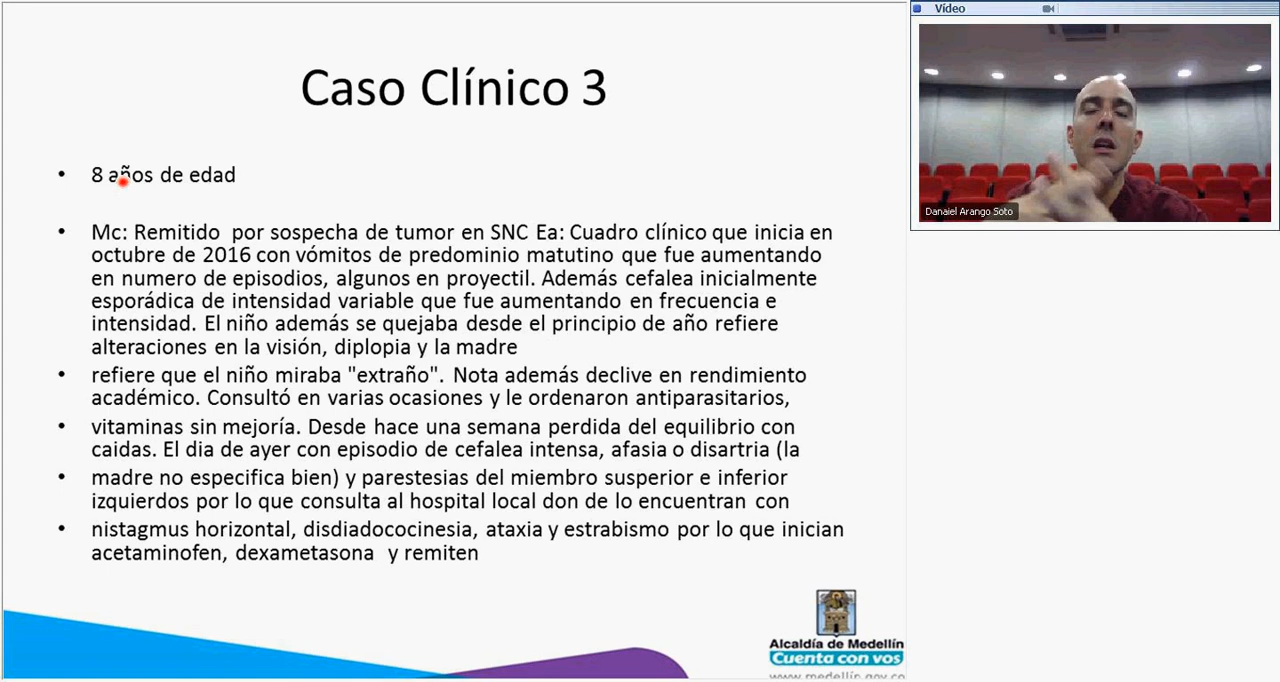 Caso Clínico 3
• 8 años de edad
• Mc: Remitido por sospecha de tumor en SNC Ea: Cuadro clínico que inicia en
octubre de 2016 con vómitos de predominio matutino que fue aumentando
en numero de episodios, algunos en proyectil. Además cefalea inicialmente
esporádica de intensidad variable que fue aumentando en frecuencia e
intensidad. El niño además se quejaba desde el principio de año refiere
alteraciones en la visión, diplopia y la madre
• refiere que el niño miraba "extraño". Nota además declive en rendimiento
académico. Consultó en varias ocasiones y le ordenaron antiparasitarios,
• vitaminas sin mejoría. Desde hace una semana perdida del equilibrio con
caidas. El dia de ayer con episodio de cefalea intensa, afasia o disartria (la
• madre no especifica bien) y parestesias del miembro susperior e inferior
izquierdos por lo que consulta al hospital local don de lo encuentran con
• nistagmus horizontal, disdiadococinesia, ataxia y estrabismo por lo que inician
acetaminofen, dexametasona y remiten
Alcaldía de Medellín
Cuenta con vos
www.medellin.gov.co
Vídeo
Danaiel Arango Soto